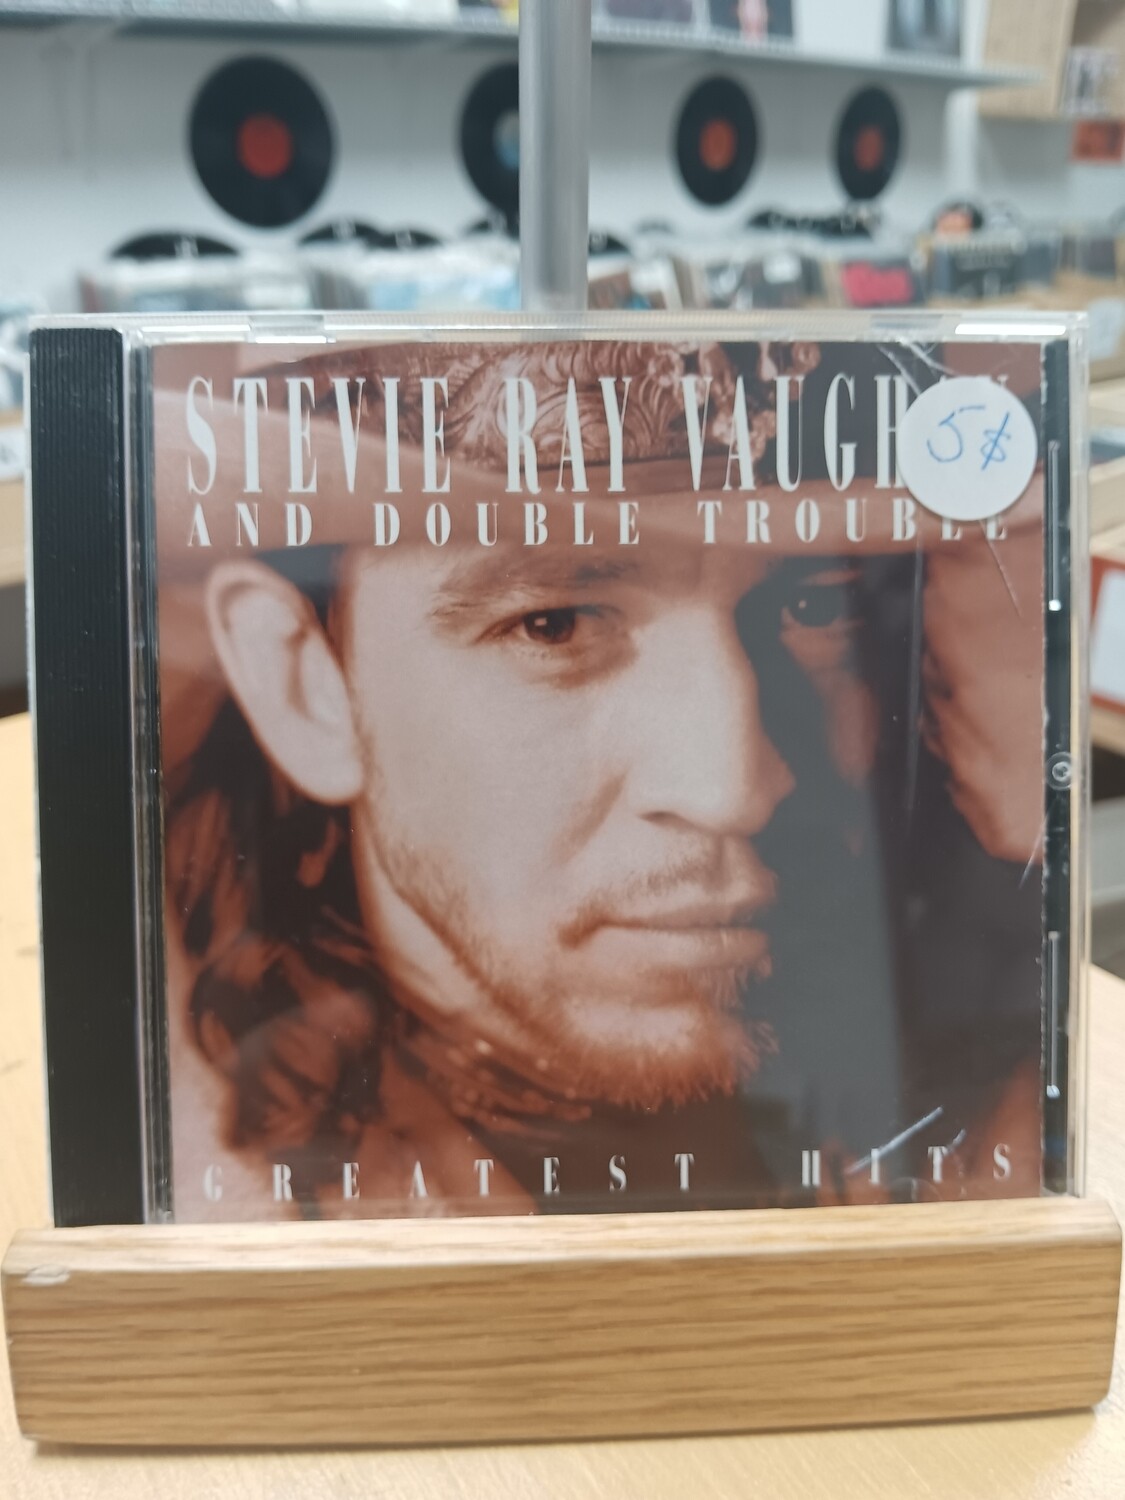 STEVIE RAY VAUGHAN
AND DOUBLE TROUBLE
5$
GREATEST HITS